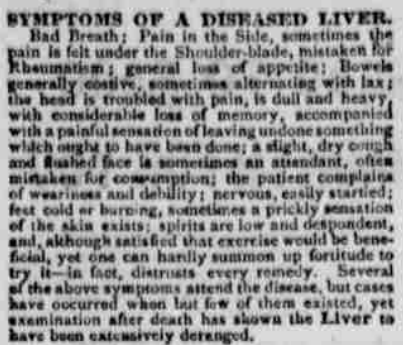 SYMPTOMS OF A DISEASED LIVER.
Bad Breath; Pain in the Side, sometimes the
pain is felt under the Shoulder-blade, mistaken for
Rheumatism; general loss of appetite; Bowels
generally costive, sometimes alternating with lax;
the head is troubled with pain, is dull and heavy,
with considerable loss of memory, accompanied
with a painful sensation of leaving undone something
which ought to have been done; a slight, dry cough
and flushed face is sometimes an attendant, often
mistaken for consumption; the patient complains
of weariness and debility; nervous, easily startled;
feet cold or burning, sometimes a prickly sensation
of the skin exists; spirits are low and despondent,
and, although satisfied that exercise would be bene-
ficial, yet one can hardly summon up fortitude to
try it—in fact, distrusts every remedy. Several
of the above symptoms attend the disease, but cases
have occurred when but few of them existed, yet
examination after death has shown the Liver to
have been extensively deranged.